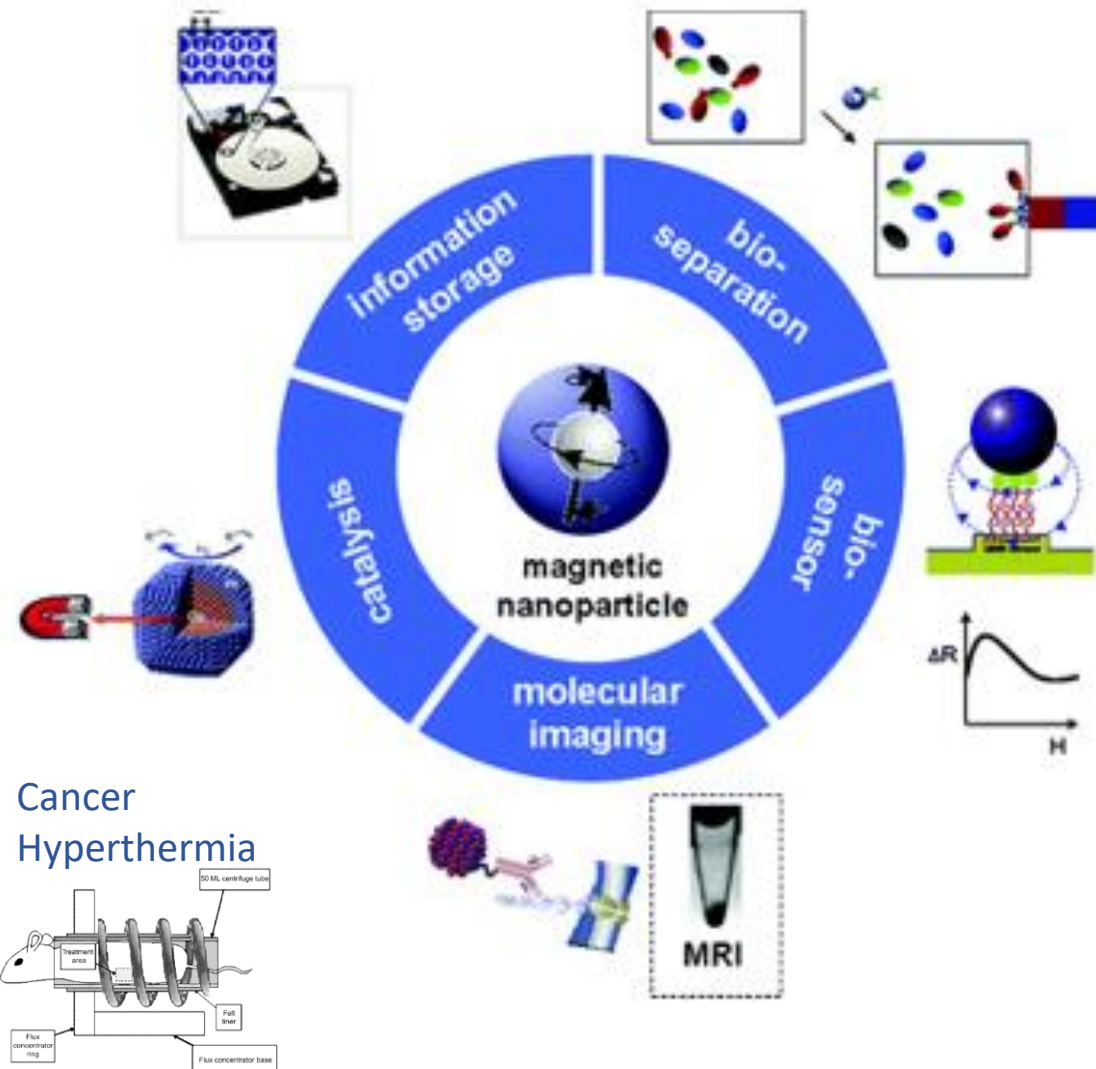 information
storage
bio-
separation
bio-
sensor
catalysis
magnetic
nanoparticle
molecular
imaging
ΔR
H
MRI
Cancer
Hyperthermia
50 ML centrifuge tube
Treatment
area
Felt
liner
Flux
concentrator
ring
Flux concentrator base